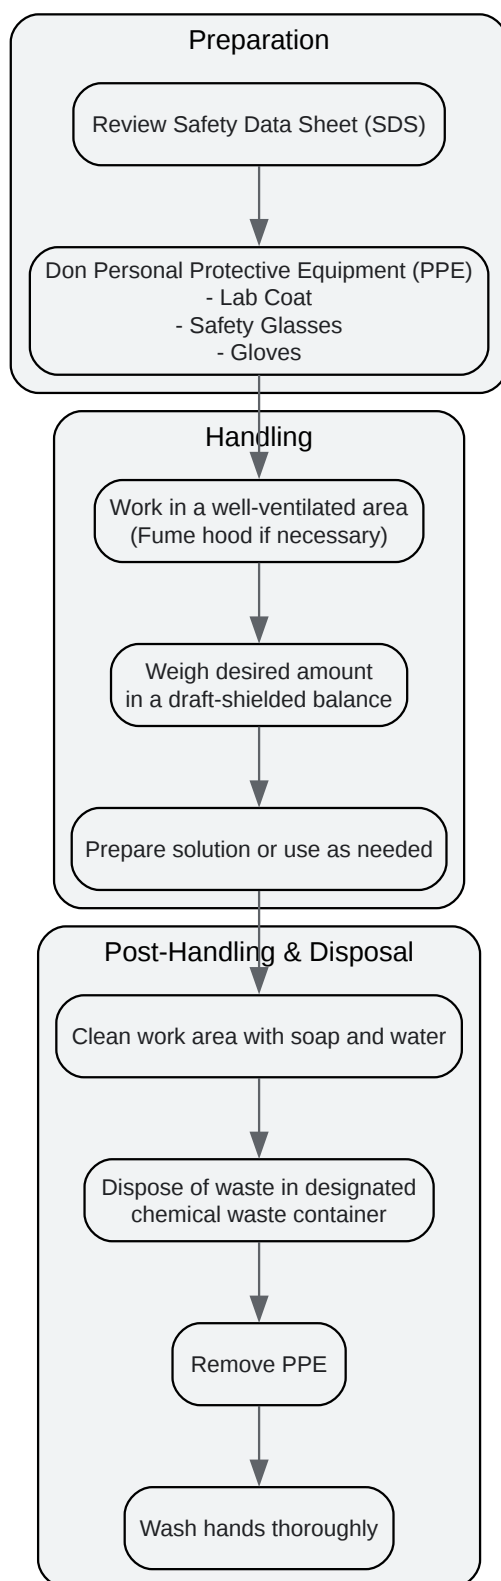 Preparation
Review Safety Data Sheet (SDS)
Don Personal Protective Equipment (PPE)
- Lab Coat
- Safety Glasses
- Gloves
Handling
Work in a well-ventilated area
(Fume hood if necessary)
Weigh desired amount
in a draft-shielded balance
Prepare solution or use as needed
Post-Handling & Disposal
Clean work area with soap and water
Dispose of waste in designated
chemical waste container
Remove PPE
Wash hands thoroughly